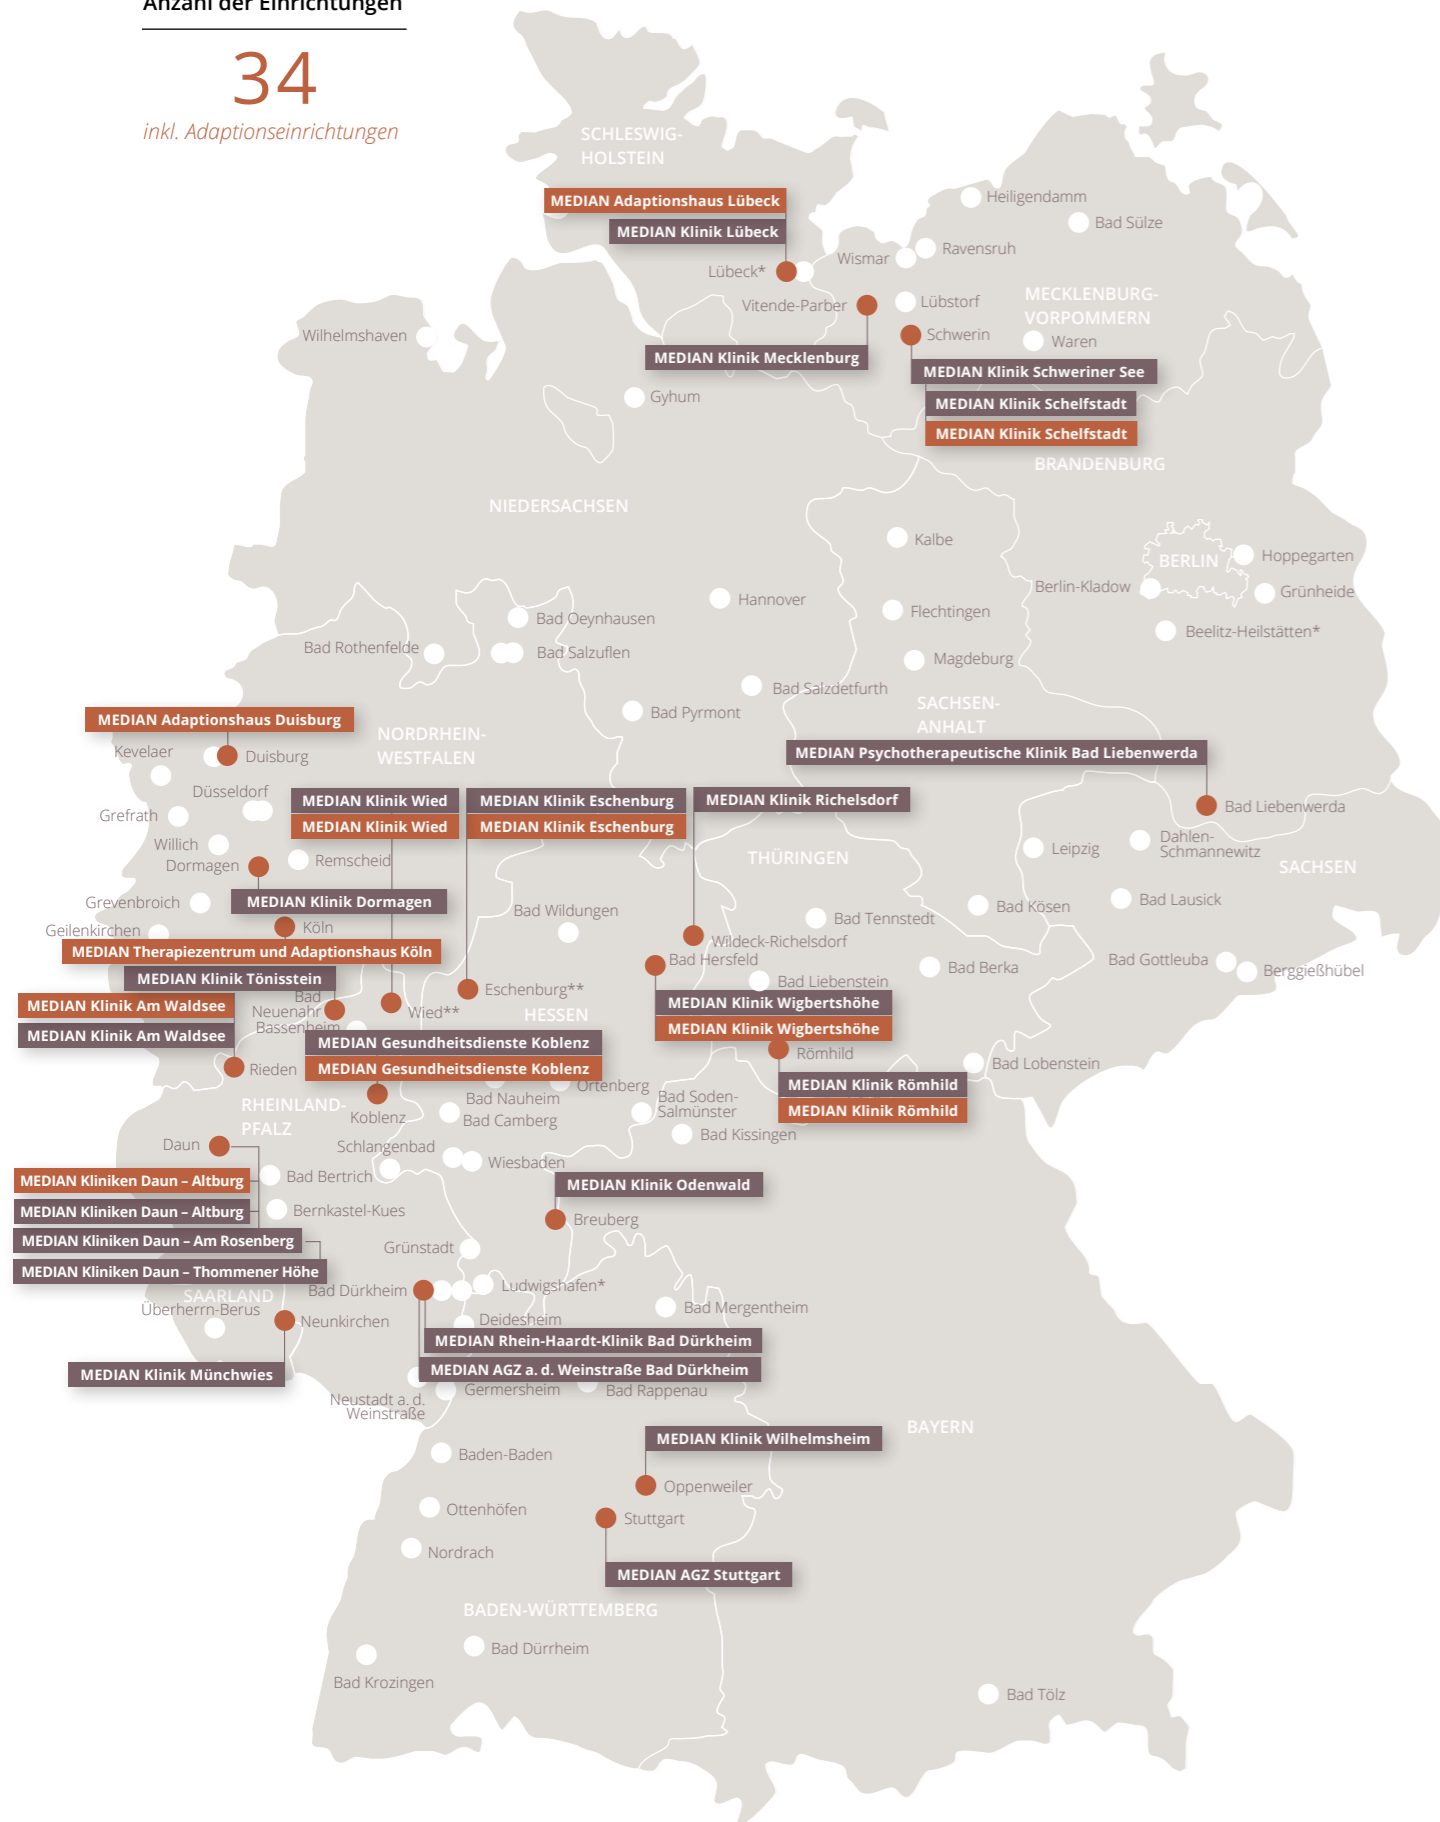 Anzahl der Einrichtungen
34
inkl. Adaptionseinrichtungen
SCHLESWIG-
HOLSTEIN
MEDIAN Adaptionshaus Lübeck
MEDIAN Klinik Lübeck
Heiligendamm
Bad Sülze
Ravensruh
Wismar
Lübeck*
MECKLENBURG-
VORPOMMERN
Vitende-Parber
Lübstorf
Schwerin
Waren
Wilhelmshaven
MEDIAN Klinik Mecklenburg
MEDIAN Klinik Schweriner See
MEDIAN Klinik Schelfstadt
MEDIAN Klinik Schelfstadt
Gyhum
BRANDENBURG
NIEDERSACHSEN
Kalbe
BERLIN
Hoppegarten
Berlin-Kladow
Grünheide
Hannover
Flechtingen
Bad Oeynhausen
Beelitz-Heilstätten*
Bad Rothenfelde
Bad Salzuflen
Magdeburg
Bad Salzdetfurth
SACHSEN-
ANHALT
Bad Pyrmont
MEDIAN Adaptionshaus Duisburg
NORDRHEIN-
WESTFALEN
Kevelaer
Duisburg
MEDIAN Psychotherapeutische Klinik Bad Liebenwerda
Düsseldorf
MEDIAN Klinik Wied
MEDIAN Klinik Eschenburg
MEDIAN Klinik Richelsdorf
Bad Liebenwerda
Grefrath
MEDIAN Klinik Wied
MEDIAN Klinik Eschenburg
Willich
Dormagen
Remscheid
THÜRINGEN
Leipzig
Dahlen-
Schmannewitz
SACHSEN
Grevenbroich
MEDIAN Klinik Dormagen
Bad Wildungen
Bad Tennstedt
Bad Kösen
Bad Lausick
Geilenkirchen
Köln
Wildeck-Richelsdorf
MEDIAN Therapiezentrum und Adaptionshaus Köln
Bad Hersfeld
Bad Berka
Bad Gottleuba
Berggießhübel
MEDIAN Klinik Tönisstein
Bad Liebenstein
Bad
Neuenahr
Eschenburg**
MEDIAN Klinik Am Waldsee
MEDIAN Klinik Wigbertshöhe
Wied**
HESSEN
Bassenheim
MEDIAN Klinik Am Waldsee
MEDIAN Klinik Wigbertshöhe
MEDIAN Gesundheitsdienste Koblenz
MEDIAN Gesundheitsdienste Koblenz
Römhild
Rieden
Bad Lobenstein
Ortenberg
MEDIAN Klinik Römhild
MEDIAN Klinik Römhild
Bad Nauheim
Bad Soden-
Salmünster
RHEINLAND-
PFALZ
Koblenz
Bad Camberg
Bad Kissingen
Daun
Schlangenbad
Wiesbaden
MEDIAN Kliniken Daun – Altburg
Bad Bertrich
MEDIAN Klinik Odenwald
MEDIAN Kliniken Daun – Altburg
Bernkastel-Kues
Breuberg
MEDIAN Kliniken Daun – Am Rosenberg
Grünstadt
MEDIAN Kliniken Daun – Thommener Höhe
SAARLAND
Bad Dürkheim
Ludwigshafen*
Überherrn-Berus
Neunkirchen
Bad Mergentheim
Deidesheim
MEDIAN Rhein-Haardt-Klinik Bad Dürkheim
MEDIAN AGZ a. d. Weinstraße Bad Dürkheim
MEDIAN Klinik Münchwies
Germersheim
Bad Rappenau
Neustadt a. d.
Weinstraße
BAYERN
MEDIAN Klinik Wilhelmsheim
Baden-Baden
Oppenweiler
Ottenhöfen
Stuttgart
Nordrach
MEDIAN AGZ Stuttgart
BADEN-WÜRTTEMBERG
Bad Dürrheim
Bad Krozingen
Bad Tölz